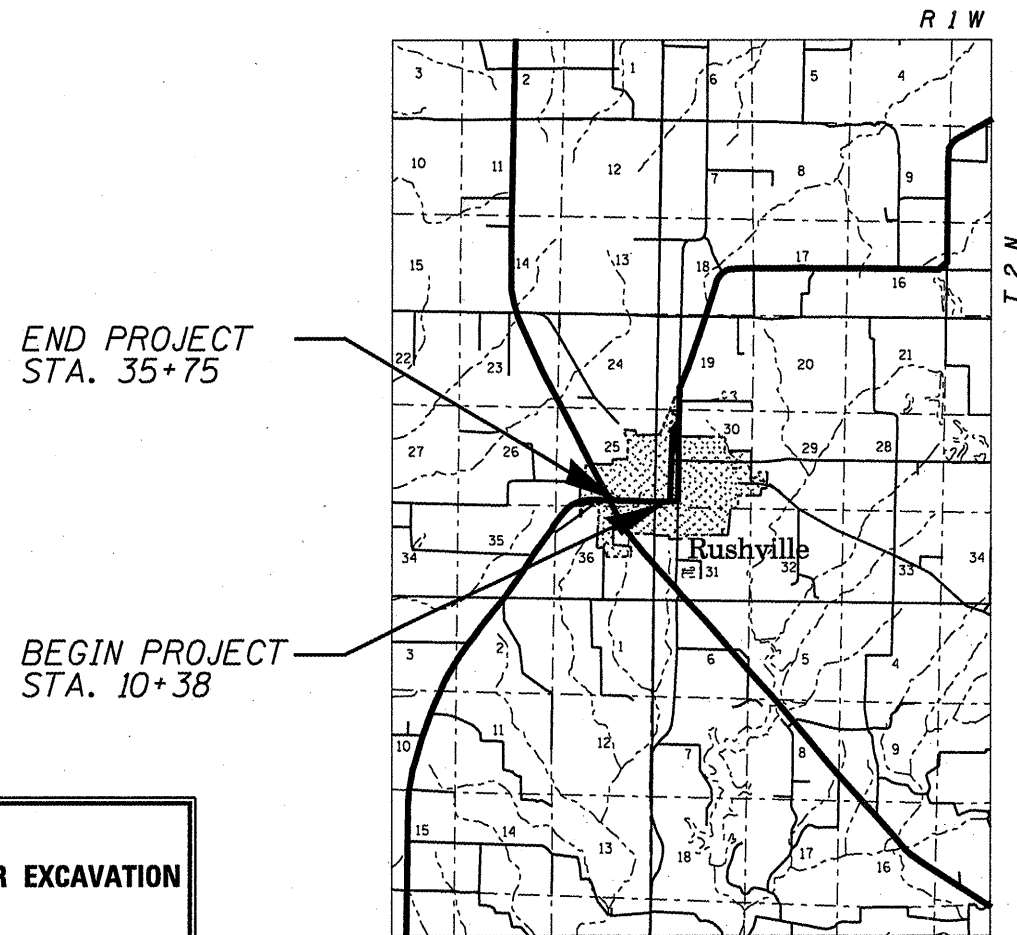 R 1 W
3 2 1 6 5 4
10 11 12 7 8 9
15 14 13 18 17 16
T 2 N
END PROJECT
STA. 35+75
22 23 24 19 20 21
27 26 25 30 29 28
34 35 36 31 32 33 34
Rushville
BEGIN PROJECT
STA. 10+38
3 2 1 6 5 4
10 11 12 7 8 9
15 14 13 18 17 16
R EXCAVATION